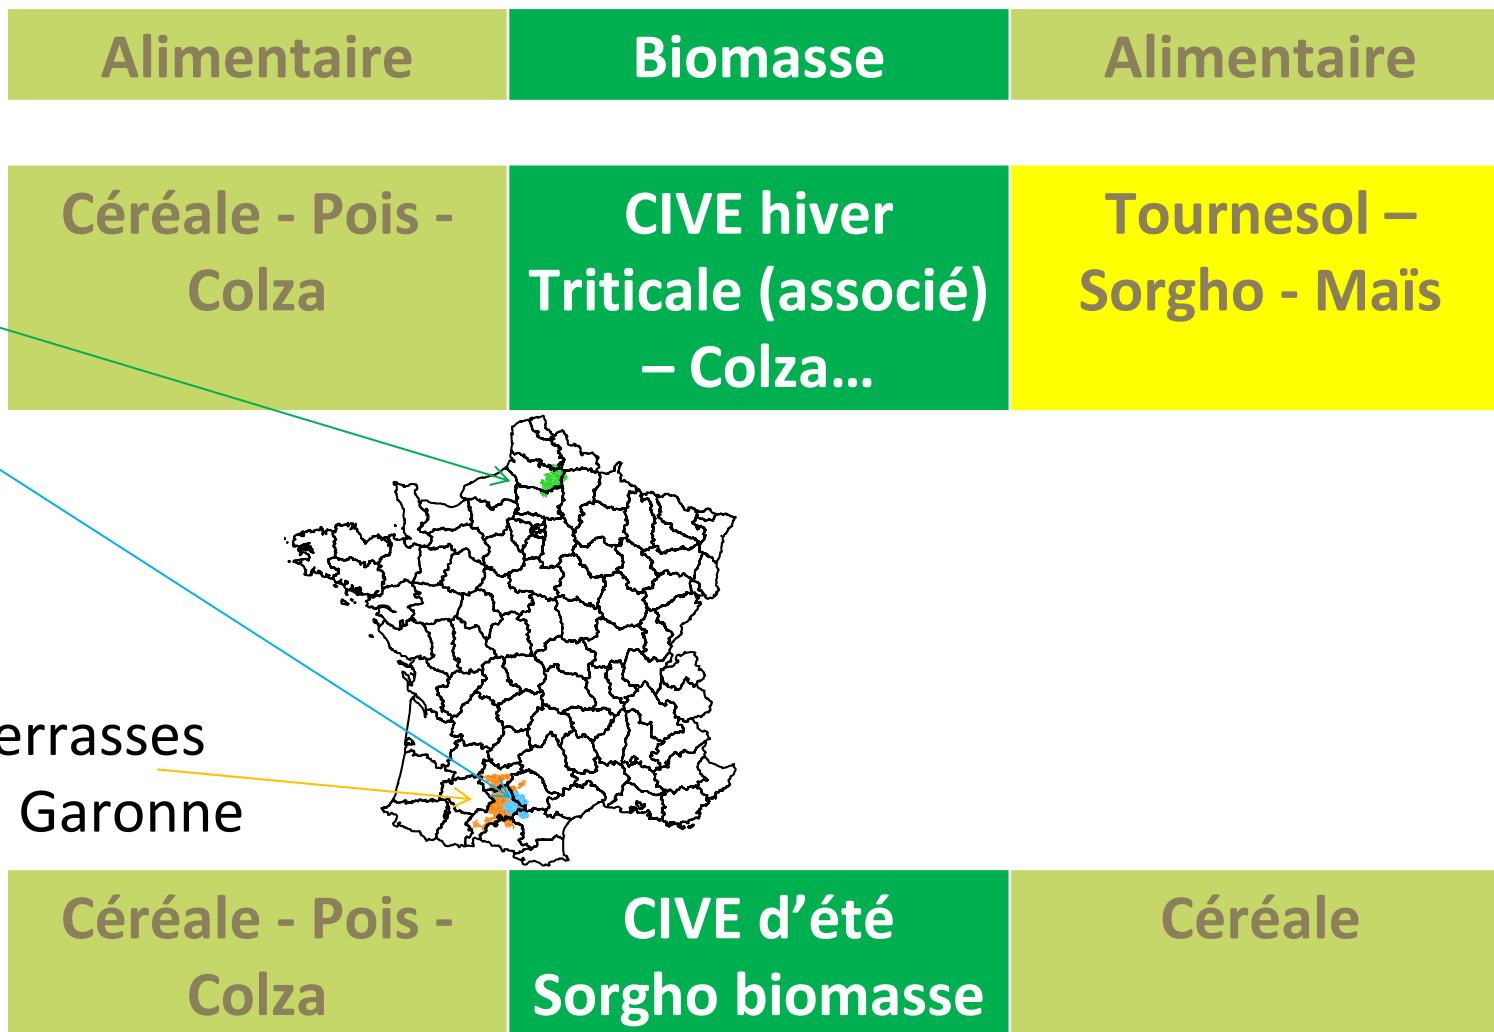 Alimentaire
Biomasse
Alimentaire
Céréale - Pois -
Colza
CIVE hiver
Triticale (associé)
– Colza…
Tournesol –
Sorgho - Maïs
errasses
Garonne
Céréale - Pois -
Colza
CIVE d’été
Sorgho biomasse
Céréale